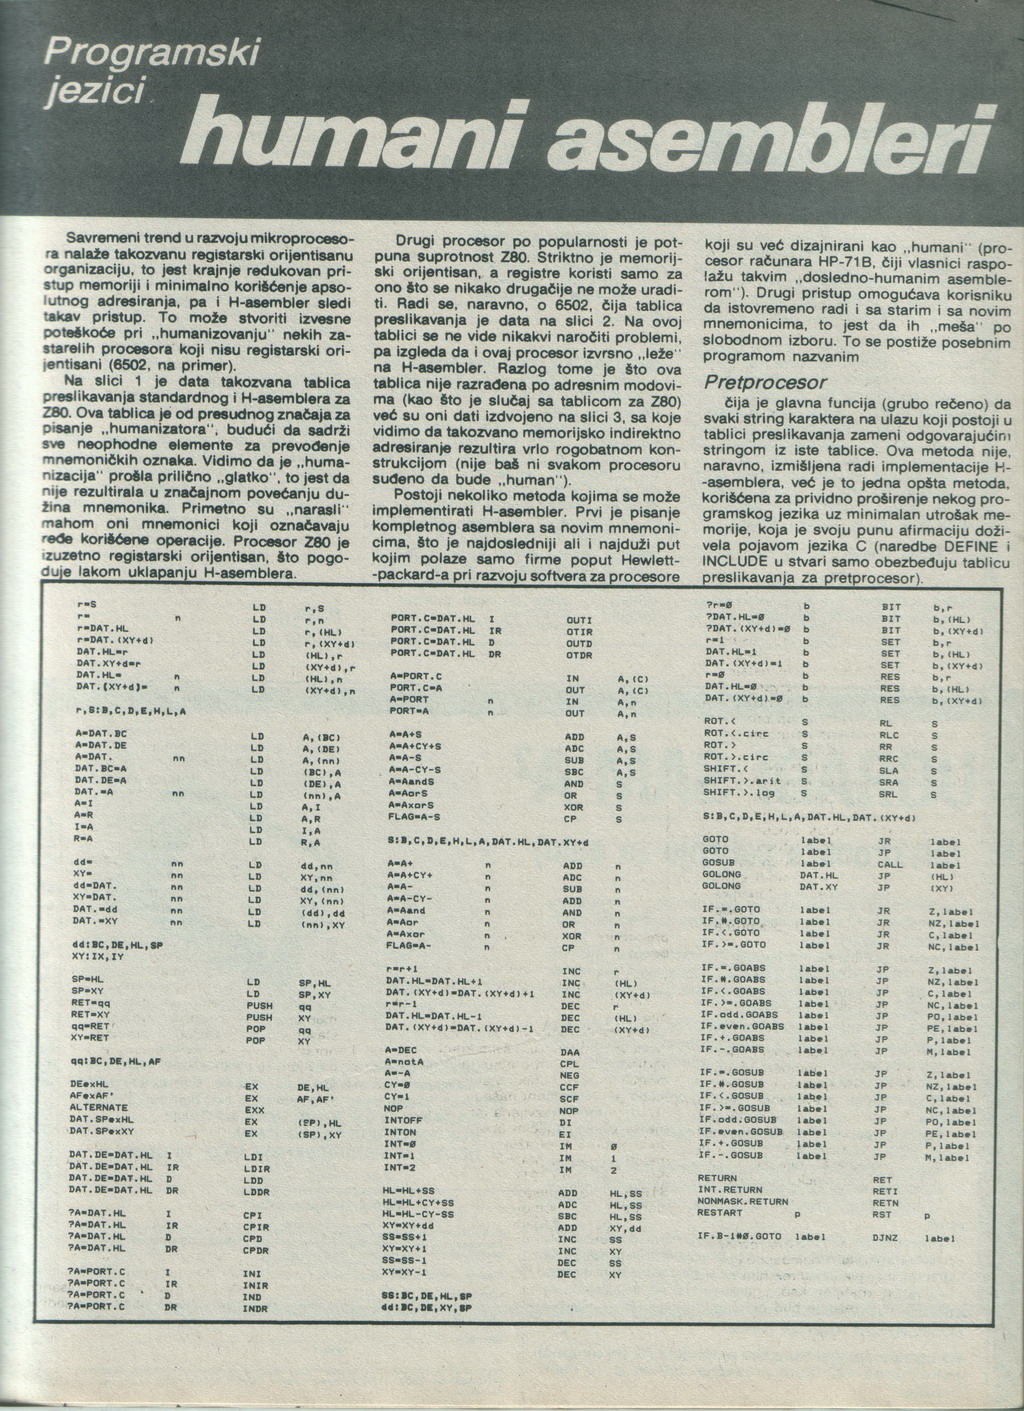 Programski
jezici
humani asembleri
Savremeni trend u razvoju mikroproceso-
ra nalaže takozvanu registarski orijentisanu
organizaciju, to jest krajnje redukovan pri-
stup memoriji i minimalno korišćenje apso-
lutnog adresiranja, pa i H-asembler sledi
takav pristup. To može stvoriti izvesne
poteškoće pri „humanizovanju" nekih za-
starelih procesora koji nisu registarski ori-
jentisani (6502, na primer).
Na slici 1 je data takozvana tablica
preslikavanja standardnog i H-asemblera za
Z80. Ova tablica je od presudnog značaja za
pisanje „humanizatora", budući da sadrži
sve neophodne elemente za prevođenje
mnemoničkih oznaka. Vidimo da je „huma-
nizacija" prošla prilično „glatko", to jest da
nije rezultirala u značajnom povećanju du-
žina mnemonika. Primetno su „narasli"
mahom oni mnemonici koji označavaju
ređe korišćene operacije. Procesor Z80 je
izuzetno registarski orijentisan, što pogo-
duje lakom uklapanju H-asemblera.
Drugi procesor po popularnosti je pot-
puna suprotnost Z80. Striktno je memorij-
ski orijentisan, a registre koristi samo za
ono što se nikako drugačije ne može uradi-
ti. Radi se, naravno, o 6502, čija tablica
preslikavanja je data na slici 2. Na ovoj
tablici se ne vide nikakvi naročiti problemi,
pa izgleda da i ovaj procesor izvrsno „leže"
na H-asembler. Razlog tome je što ova
tablica nije razrađena po adresnim modovi-
ma (kao što je slučaj sa tablicom za Z80)
već su oni dati izdvojeno na slici 3, sa koje
vidimo da takozvano memorijsko indirektno
adresiranje rezultira vrlo rogobatnom kon-
strukcijom (nije baš ni svakom procesoru
suđeno da bude „human").
Postoji nekoliko metoda kojima se može
implementirati H-asembler. Prvi je pisanje
kompletnog asemblera sa novim mnemoni-
cima, što je najdosledniji ali i najduži put
kojim polaze samo firme poput Hewlett-
-packard-a pri razvoju softvera za procesore
koji su već dizajnirani kao „humani" (pro-
cesor računara HP-71B, čiji vlasnici raspo-
lažu takvim „dosledno-humanim asemble-
rom"). Drugi pristup omogućava korisniku
da istovremeno radi i sa starim i sa novim
mnemonicima, to jest da ih „meša" po
slobodnom izboru. To se postiže posebnim
programom nazvanim
Pretprocesor
čija je glavna funcija (grubo rečeno) da
svaki string karaktera na ulazu koji postoji u
tablici preslikavanja zameni odgovarajućim
stringom iz iste tablice. Ova metoda nije,
naravno, izmišljena radi implementacije H-
-asemblera, već je to jedna opšta metoda,
korišćena za prividno proširenje nekog pro-
gramskog jezika uz minimalan utrošak me-
morije, koja je svoju punu afirmaciju doži-
vela pojavom jezika C (naredbe DEFINE i
INCLUDE u stvari samo obezbeđuju tablicu
preslikavanja za pretprocesor).
r=S LD r,S
r= n LD r,n
r=DAT.HL LD r,(HL)
r=DAT.(XY+d) LD r,(XY+d)
DAT.HL=r LD (HL),r
DAT.XY+d=r LD (XY+d),r
DAT.HL= n LD (HL),n
DAT.(XY+d)= n LD (XY+d),n
r,S:B,C,D,E,H,L,A
A=DAT.BC LD A,(BC)
A=DAT.DE LD A,(DE)
A=DAT. nn LD A,(nn)
DAT.BC=A LD (BC),A
DAT.DE=A LD (DE),A
DAT.=A nn LD (nn),A
A=I LD A,I
A=R LD A,R
I=A LD I,A
R=A LD R,A
dd= nn LD dd,nn
XY= nn LD XY,nn
dd=DAT. nn LD dd,(nn)
XY=DAT. nn LD XY,(nn)
DAT.=dd nn LD (dd),dd
DAT.=XY nn LD (nn),XY
dd:BC,DE,HL,SP
XY:IX,IY
SP=HL LD SP,HL
SP=XY LD SP,XY
RET=qq PUSH qq
RET=XY PUSH XY
qq=RET POP qq
XY=RET POP XY
qq:BC,DE,HL,AF
DEexHL EX DE,HL
AFexAF' EX AF,AF'
ALTERNATE EXX
DAT.SPexHL EX (SP),HL
DAT.SPexXY EX (SP),XY
DAT.DE=DAT.HL I LDI
DAT.DE=DAT.HL IR LDIR
DAT.DE=DAT.HL D LDD
DAT.DE=DAT.HL DR LDDR
?A=DAT.HL I CPI
?A=DAT.HL IR CPIR
?A=DAT.HL D CPD
?A=DAT.HL DR CPDR
?A=PORT.C I INI
?A=PORT.C IR INIR
?A=PORT.C D IND
?A=PORT.C DR INDR
PORT.C=DAT.HL I OUTI
PORT.C=DAT.HL IR OTIR
PORT.C=DAT.HL D OUTD
PORT.C=DAT.HL DR OTDR
A=PORT.C IN A,(C)
PORT.C=A OUT A,(C)
A=PORT n IN A,n
PORT=A n OUT A,n
A=A+S ADD A,S
A=A+CY+S ADC A,S
A=A-S SUB A,S
A=A-CY-S SBC A,S
A=AandS AND S
A=AorS OR S
A=AxorS XOR S
FLAG=A-S CP S
S:B,C,D,E,H,L,A,DAT.HL,DAT.XY+d
A=A+ n ADD n
A=A+CY+ n ADC n
A=A- n SUB n
A=A-CY- n ADD n
A=Aand n AND n
A=Aor n OR n
A=Axor n XOR n
FLAG=A- n CP n
r=r+1 INC r
DAT.HL=DAT.HL+1 INC (HL)
DAT.(XY+d)=DAT.(XY+d)+1 INC (XY+d)
r=r-1 DEC r
DAT.HL=DAT.HL-1 DEC (HL)
DAT.(XY+d)=DAT.(XY+d)-1 DEC (XY+d)
A=DEC DAA
A=notA CPL
A=-A NEG
CY=0 CCF
CY=1 SCF
NOP NOP
INTOFF DI
INTON EI
INT=0 IM 0
INT=1 IM 1
INT=2 IM 2
HL=HL+SS ADD HL,SS
HL=HL+CY+SS ADC HL,SS
HL=HL-CY-SS SBC HL,SS
XY=XY+dd ADD XY,dd
SS=SS+1 INC SS
XY=XY+1 INC XY
SS=SS-1 DEC SS
XY=XY-1 DEC XY
SS:BC,DE,HL,SP
dd:BC,DE,XY,SP
?r=0 b BIT b,r
?DAT.HL=0 b BIT b,(HL)
?DAT.(XY+d)=0 b BIT b,(XY+d)
r=1 b SET b,r
DAT.HL=1 b SET b,(HL)
DAT.(XY+d)=1 b SET b,(XY+d)
r=0 b RES b,r
DAT.HL=0 b RES b,(HL)
DAT.(XY+d)=0 b RES b,(XY+d)
ROT.< S RL S
ROT.<.circ S RLC S
ROT.> S RR S
ROT.>.circ S RRC S
SHIFT.< S SLA S
SHIFT.>.arit S SRA S
SHIFT.>.log S SRL S
S:B,C,D,E,H,L,A,DAT.HL,DAT.(XY+d)
GOTO label JR label
GOTO label JP label
GOSUB label CALL label
GOLONG DAT.HL JP (HL)
GOLONG DAT.XY JP (XY)
IF.=.GOTO label JR Z,label
IF.#.GOTO label JR NZ,label
IF.<.GOTO label JR C,label
IF.>=.GOTO label JR NC,label
IF.=.GOABS label JP Z,label
IF.#.GOABS label JP NZ,label
IF.<.GOABS label JP C,label
IF.>=.GOABS label JP NC,label
IF.odd.GOABS label JP PO,label
IF.even.GOABS label JP PE,label
IF.+.GOABS label JP P,label
IF.-.GOABS label JP M,label
IF.=.GOSUB label JP Z,label
IF.#.GOSUB label JP NZ,label
IF.<.GOSUB label JP C,label
IF.>=.GOSUB label JP NC,label
IF.odd.GOSUB label JP PO,label
IF.even.GOSUB label JP PE,label
IF.+.GOSUB label JP P,label
IF.-.GOSUB label JP M,label
RETURN RET
INT.RETURN RETI
NONMASK.RETURN RETN
RESTART p RST p
IF.B-1#0.GOTO label DJNZ label